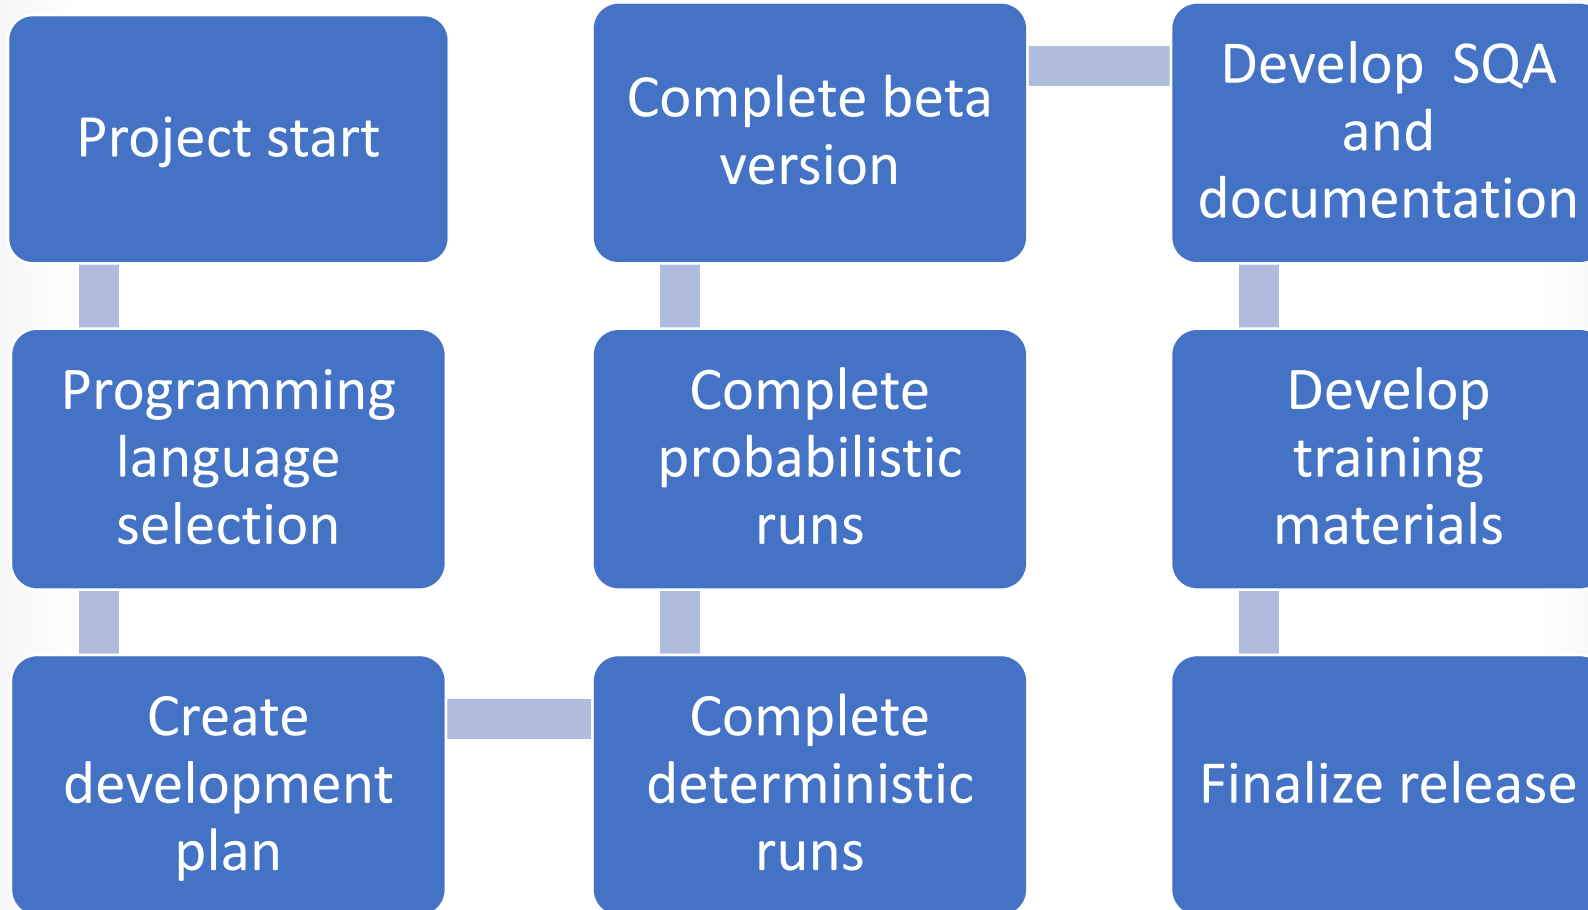 Project start
Programming
language
selection
Create
development
plan
Complete
deterministic
runs
Complete
probabilistic
runs
Complete beta
version
Develop  SQA
and
documentation
Develop
training
materials
Finalize release